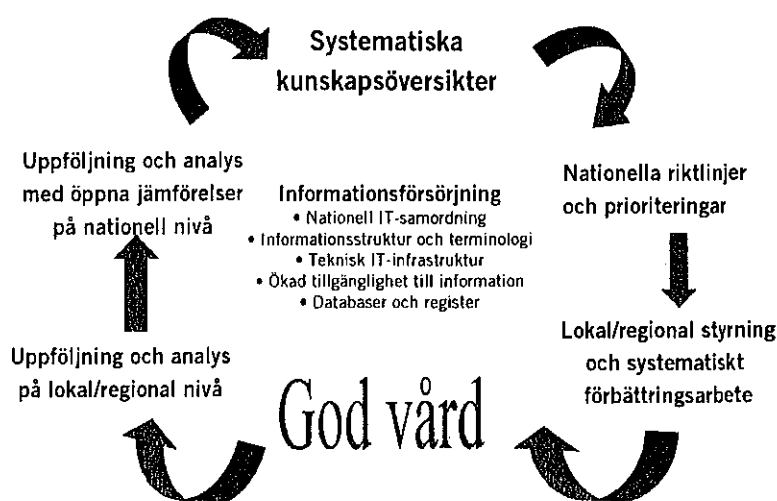 Systematiska
kunskapsöversikter
Nationella riktlinjer
och prioriteringar
Lokal/regional styrning
och systematiskt
förbättringsarbete
God vård
Uppföljning och analys
på lokal/regional nivå
Uppföljning och analys
med öppna jämförelser
på nationell nivå
Informationsförsörjning
• Nationell IT-samordning
• Informationsstruktur och terminologi
• Teknisk IT-infrastruktur
• Ökad tillgänglighet till information
• Databaser och register